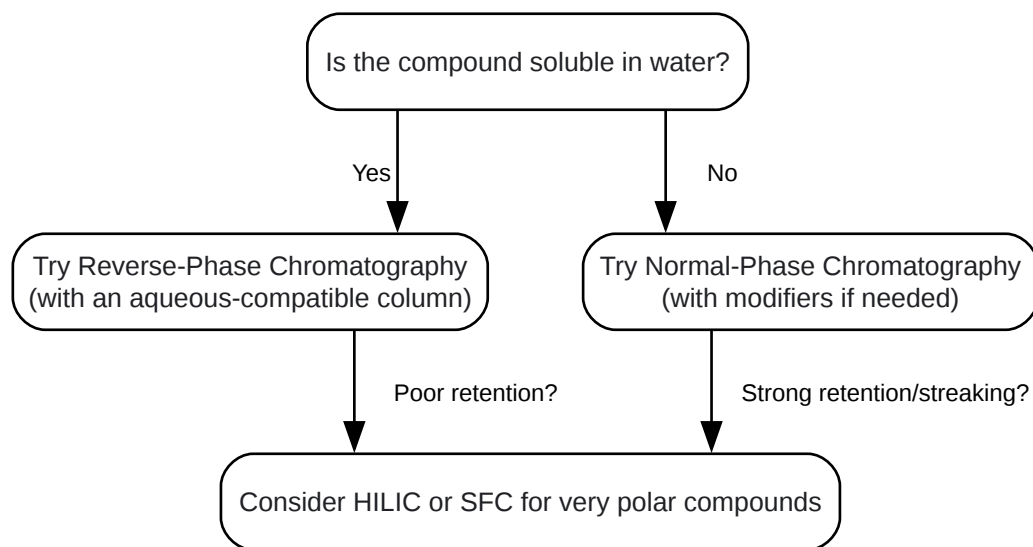 Is the compound soluble in water?
Yes
No
Try Reverse-Phase Chromatography
(with an aqueous-compatible column)
Try Normal-Phase Chromatography
(with modifiers if needed)
Poor retention?
Strong retention/streaking?
Consider HILIC or SFC for very polar compounds